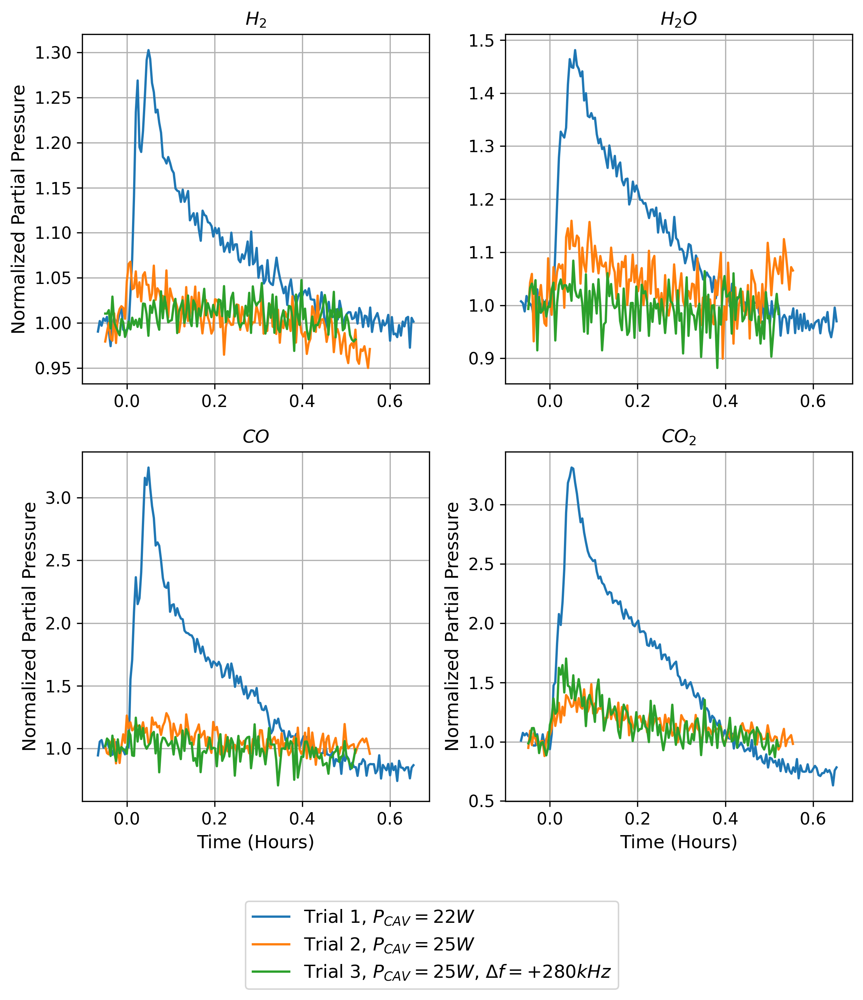 H₂
Normalized Partial Pressure
1.30
1.25
1.20
1.15
1.10
1.05
1.00
0.95
0.0 0.2 0.4 0.6
H₂O
1.5
1.4
1.3
1.2
1.1
1.0
0.9
0.0 0.2 0.4 0.6
CO
Normalized Partial Pressure
3.0
2.5
2.0
1.5
1.0
0.0 0.2 0.4 0.6
Time (Hours)
CO₂
Normalized Partial Pressure
3.0
2.5
2.0
1.5
1.0
0.5
0.0 0.2 0.4 0.6
Time (Hours)
Trial 1, P_CAV = 22W
Trial 2, P_CAV = 25W
Trial 3, P_CAV = 25W, Δf = +280kHz